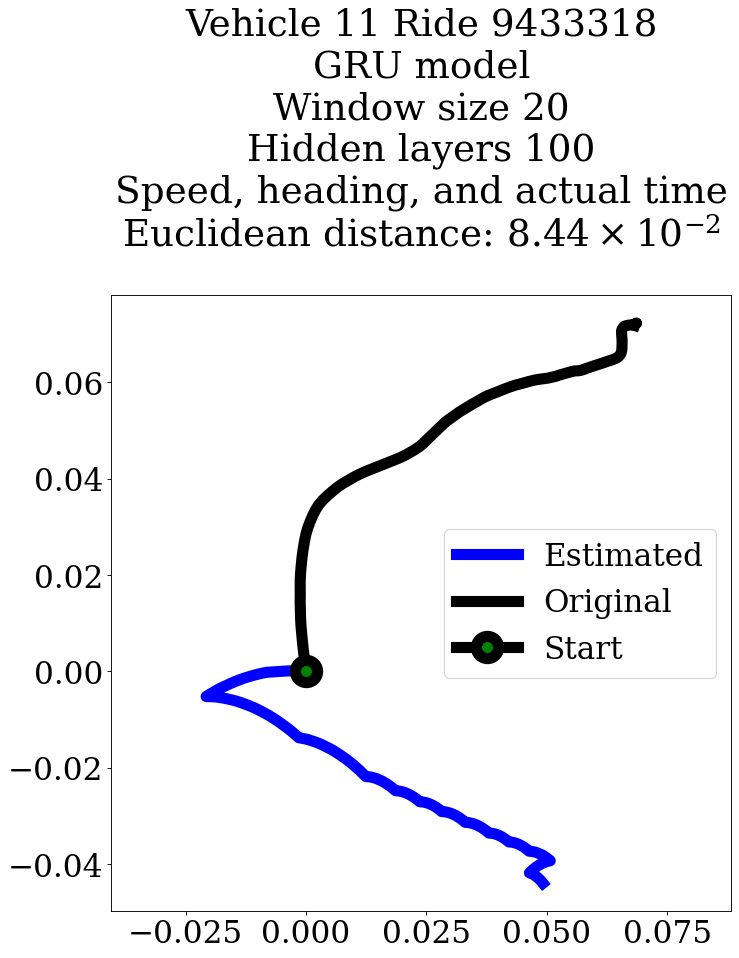 Vehicle 11 Ride 9433318
GRU model
Window size 20
Hidden layers 100
Speed, heading, and actual time
Euclidean distance: 8.44 × 10⁻²
0.06
0.04
0.02
0.00
−0.02
−0.04
Estimated
Original
Start
−0.025 0.000 0.025 0.050 0.075